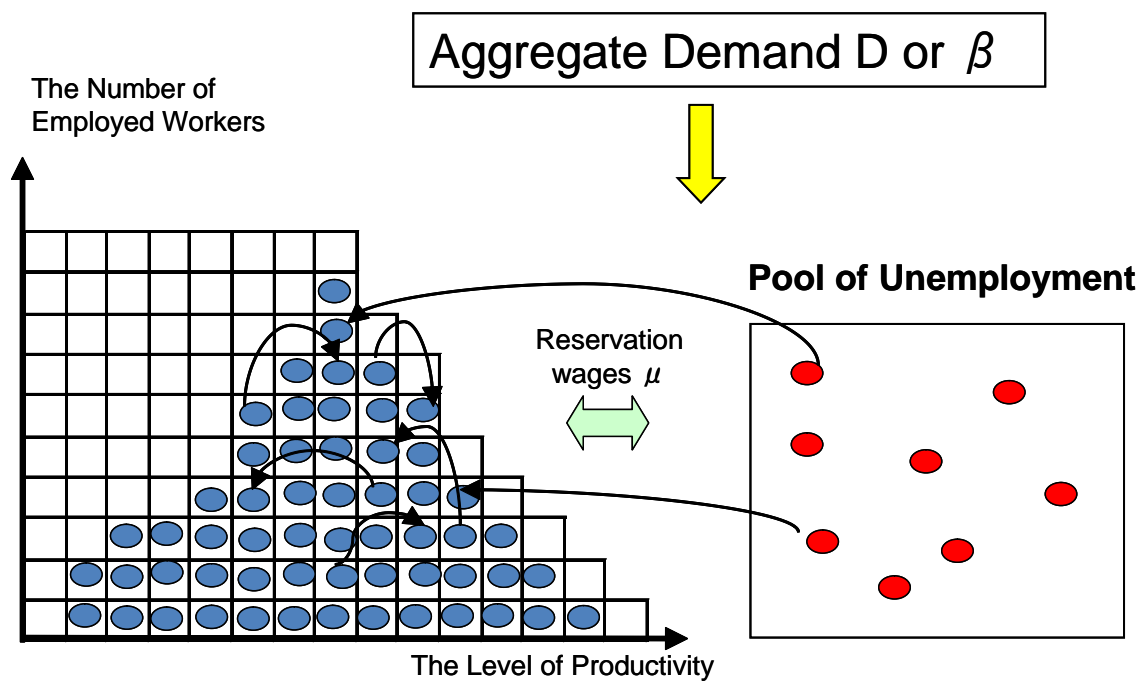 Aggregate Demand D or β
The Number of
Employed Workers
Pool of Unemployment
Reservation
wages μ
The Level of Productivity